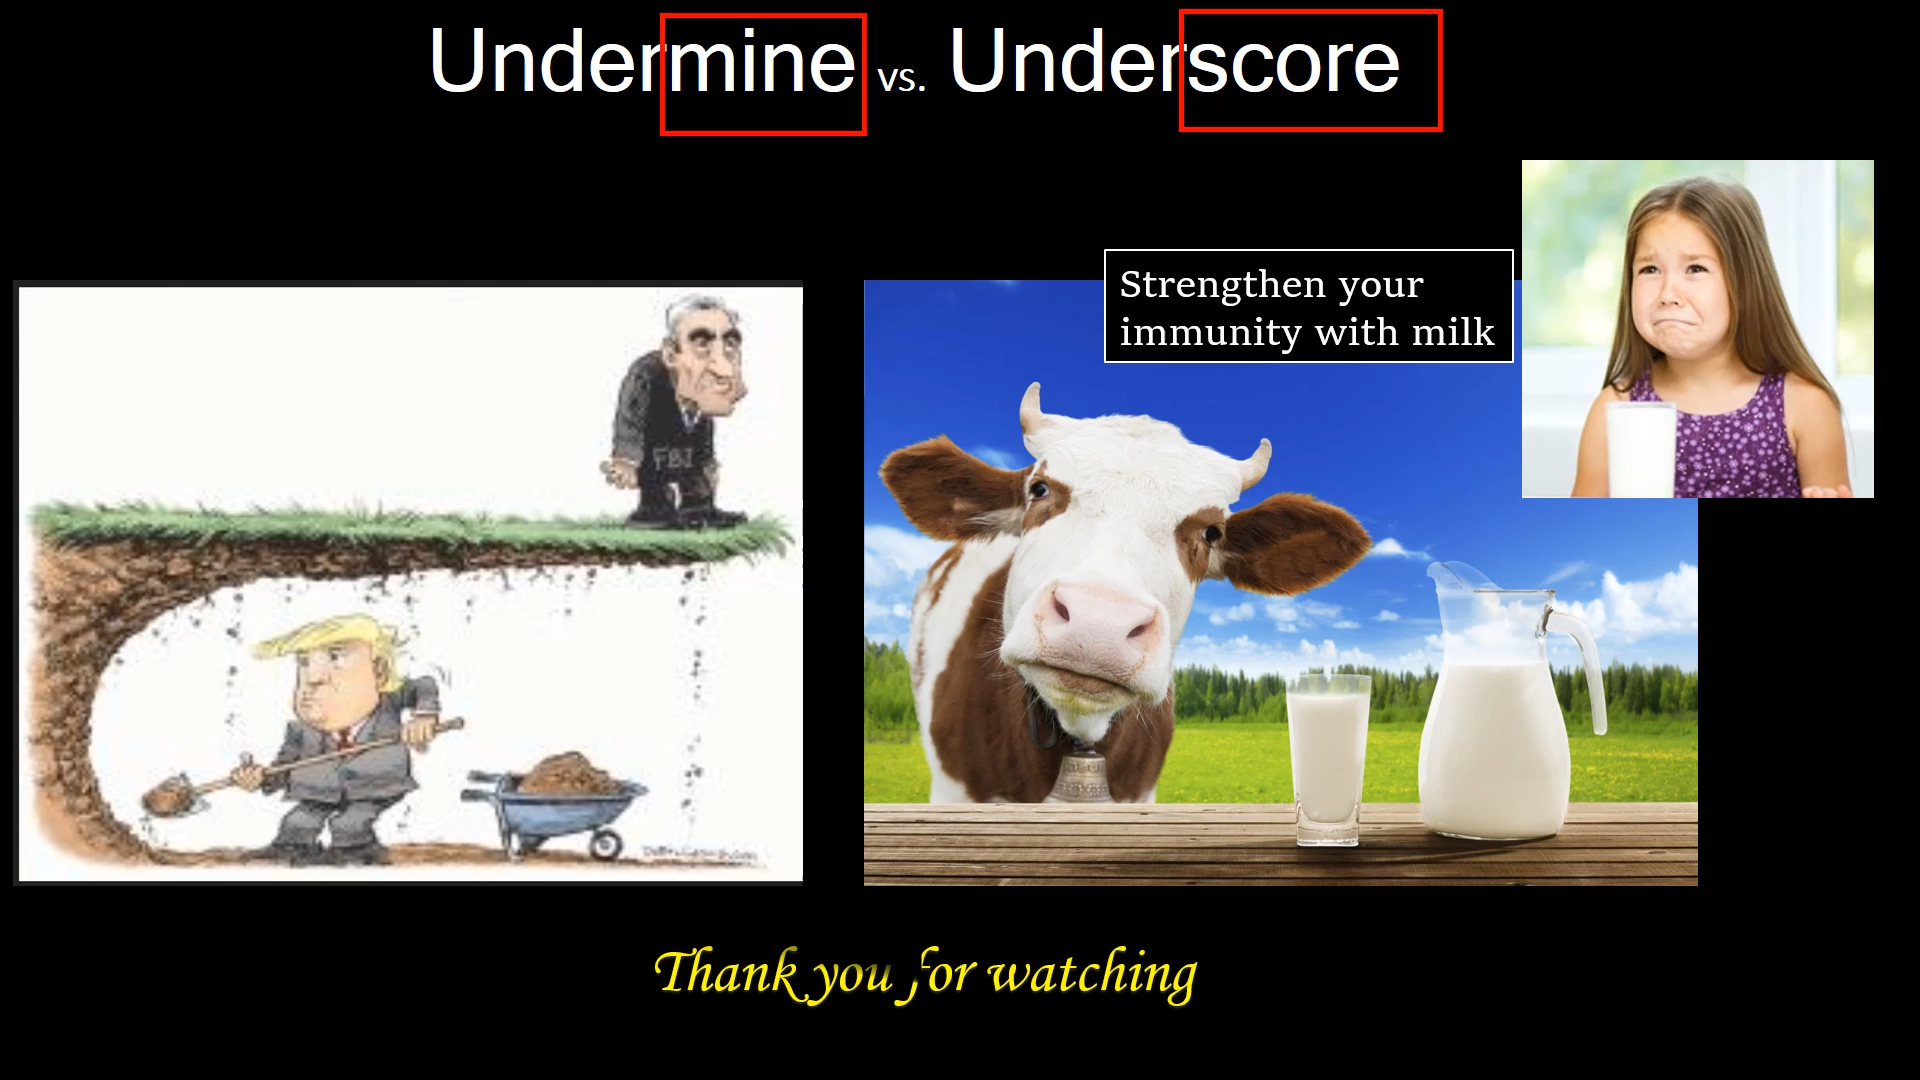 Undermine vs. Underscore
Strengthen your
immunity with milk
FBI
Thank you for watching